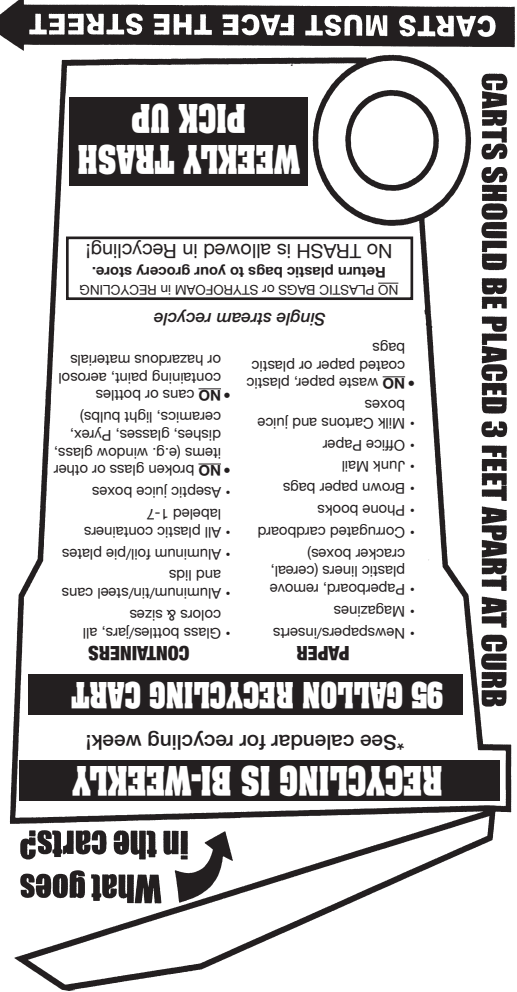 What goes
in the carts?
RECYCLING IS BI-WEEKLY
*See calendar for recycling week!
95 GALLON RECYCLING CART
PAPER
• Newspapers/inserts
• Magazines
• Paperboard, remove
plastic liners (cereal,
cracker boxes)
• Corrugated cardboard
• Phone books
• Brown paper bags
• Junk Mail
• Office Paper
• Milk Cartons and juice
boxes
• NO waste paper, plastic
coated paper or plastic
bags
CONTAINERS
• Glass bottles/jars, all
colors & sizes
• Aluminum/tin/steel cans
and lids
• Aluminum foil/pie plates
• All plastic containers
labeled 1-7
• Aseptic juice boxes
• NO broken glass or other
items (e.g. window glass,
dishes, glasses, Pyrex,
ceramics, light bulbs)
• NO cans or bottles
containing paint, aerosol
or hazardous materials
Single stream recycle
NO PLASTIC BAGS or STYROFOAM in RECYCLING
Return plastic bags to your grocery store.
No TRASH is allowed in Recycling!
WEEKLY TRASH
PICK UP
CARTS MUST FACE THE STREET
CARTS SHOULD BE PLACED 3 FEET APART AT CURB